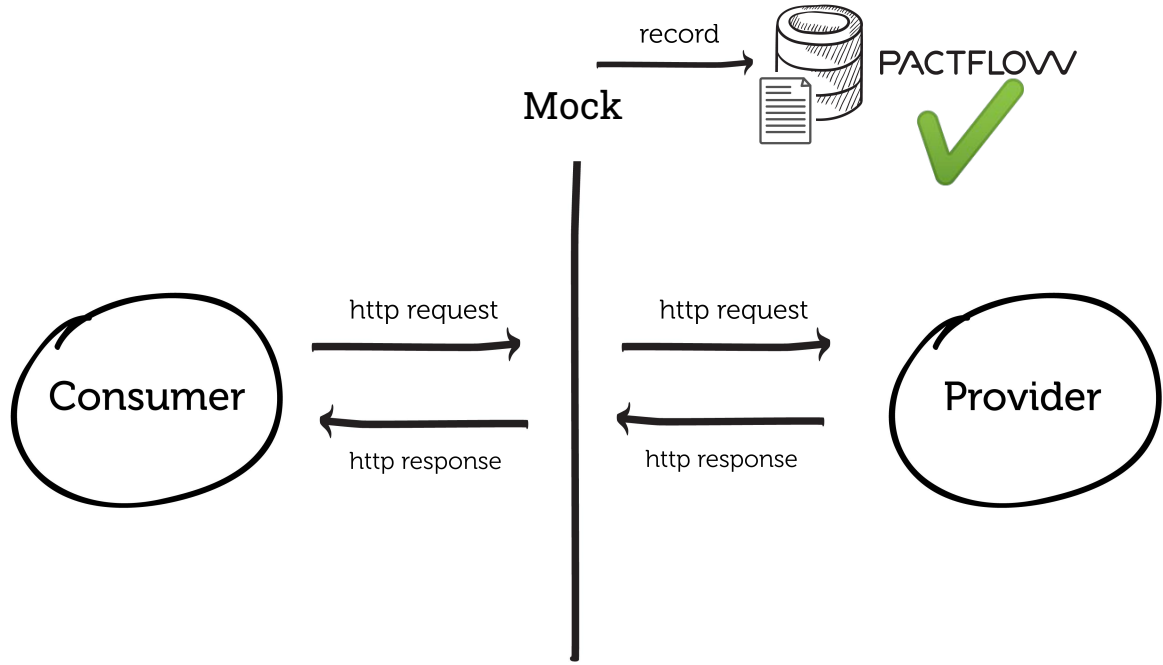 record
PACTFLOW
Mock
http request
http request
Consumer
Provider
http response
http response